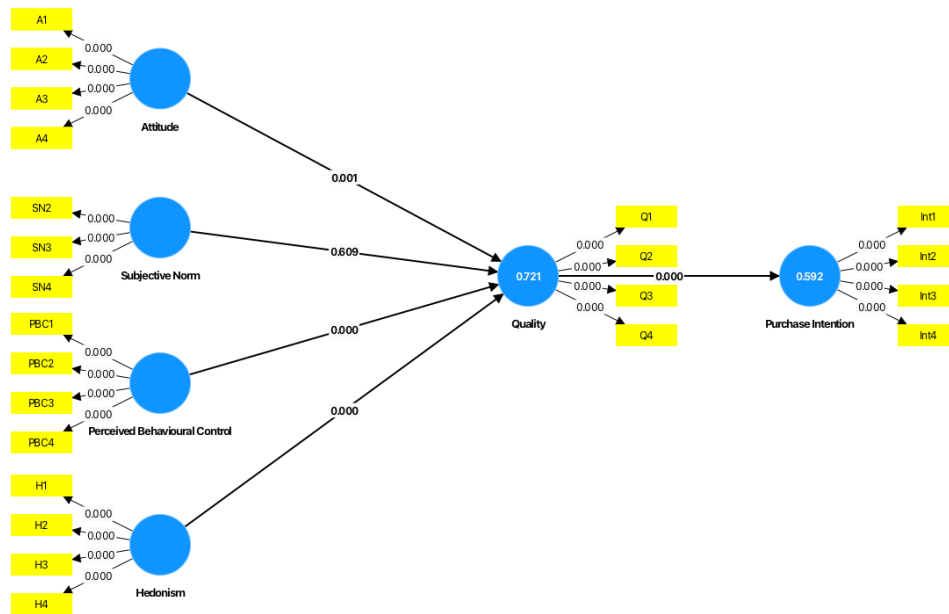 A1
0.000
A2
0.000
A3
0.000
A4
0.000
Attitude
0.001
SN2
0.000
SN3
0.000
SN4
0.000
Subjective Norm
0.609
PBC1
0.000
PBC2
0.000
PBC3
0.000
PBC4
0.000
Perceived Behavioural Control
0.000
H1
0.000
H2
0.000
H3
0.000
H4
0.000
Hedonism
0.000
0.721
Quality
Q1
0.000
Q2
0.000
Q3
0.000
Q4
0.000
0.000
0.592
Purchase Intention
Int1
0.000
Int2
0.000
Int3
0.000
Int4
0.000